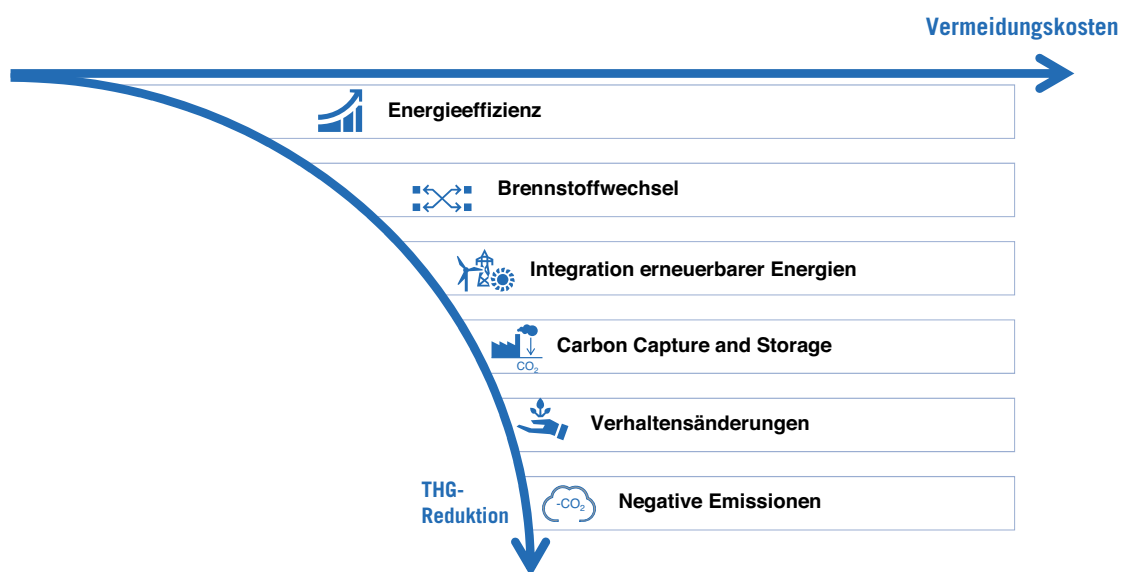 Vermeidungskosten
Energieeffizienz
Brennstoffwechsel
Integration erneuerbarer Energien
Carbon Capture and Storage
CO₂
Verhaltensänderungen
THG-
Reduktion
-CO₂
Negative Emissionen